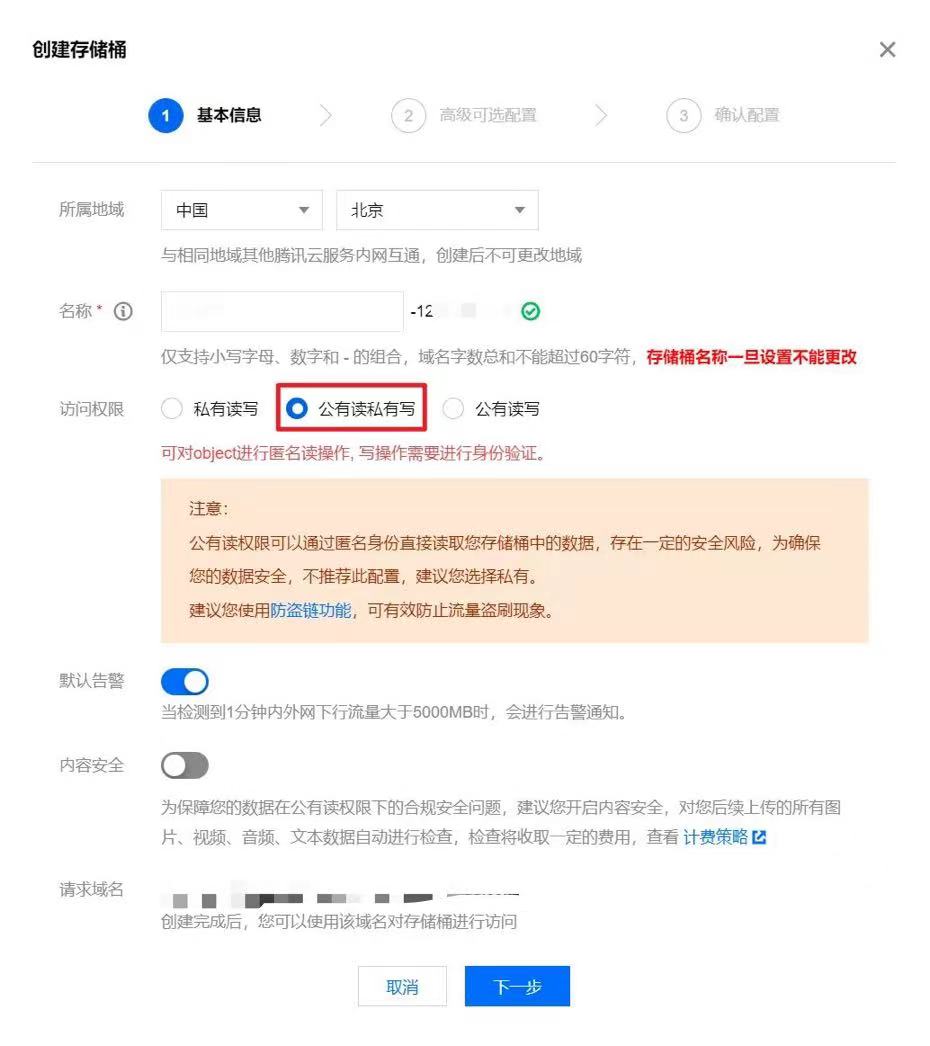 创建存储桶
1 基本信息 2 高级可选配置 3 确认配置
所属地域 中国 北京
与相同地域其他腾讯云服务内网互通，创建后不可更改地域
名称 * -12
仅支持小写字母、数字和 - 的组合，域名字数总和不能超过60字符，存储桶名称一旦设置不能更改
访问权限 私有读写 公有读私有写 公有读写
可对object进行匿名读操作, 写操作需要进行身份验证。
注意：
公有读权限可以通过匿名身份直接读取您存储桶中的数据，存在一定的安全风险，为确保
您的数据安全，不推荐此配置，建议您选择私有。
建议您使用防盗链功能，可有效防止流量盗刷现象。
默认告警
当检测到1分钟内外网下行流量大于5000MB时，会进行告警通知。
内容安全
为保障您的数据在公有读权限下的合规安全问题，建议您开启内容安全，对您后续上传的所有图
片、视频、音频、文本数据自动进行检查，检查将收取一定的费用，查看 计费策略
请求域名
创建完成后，您可以使用该域名对存储桶进行访问
取消 下一步